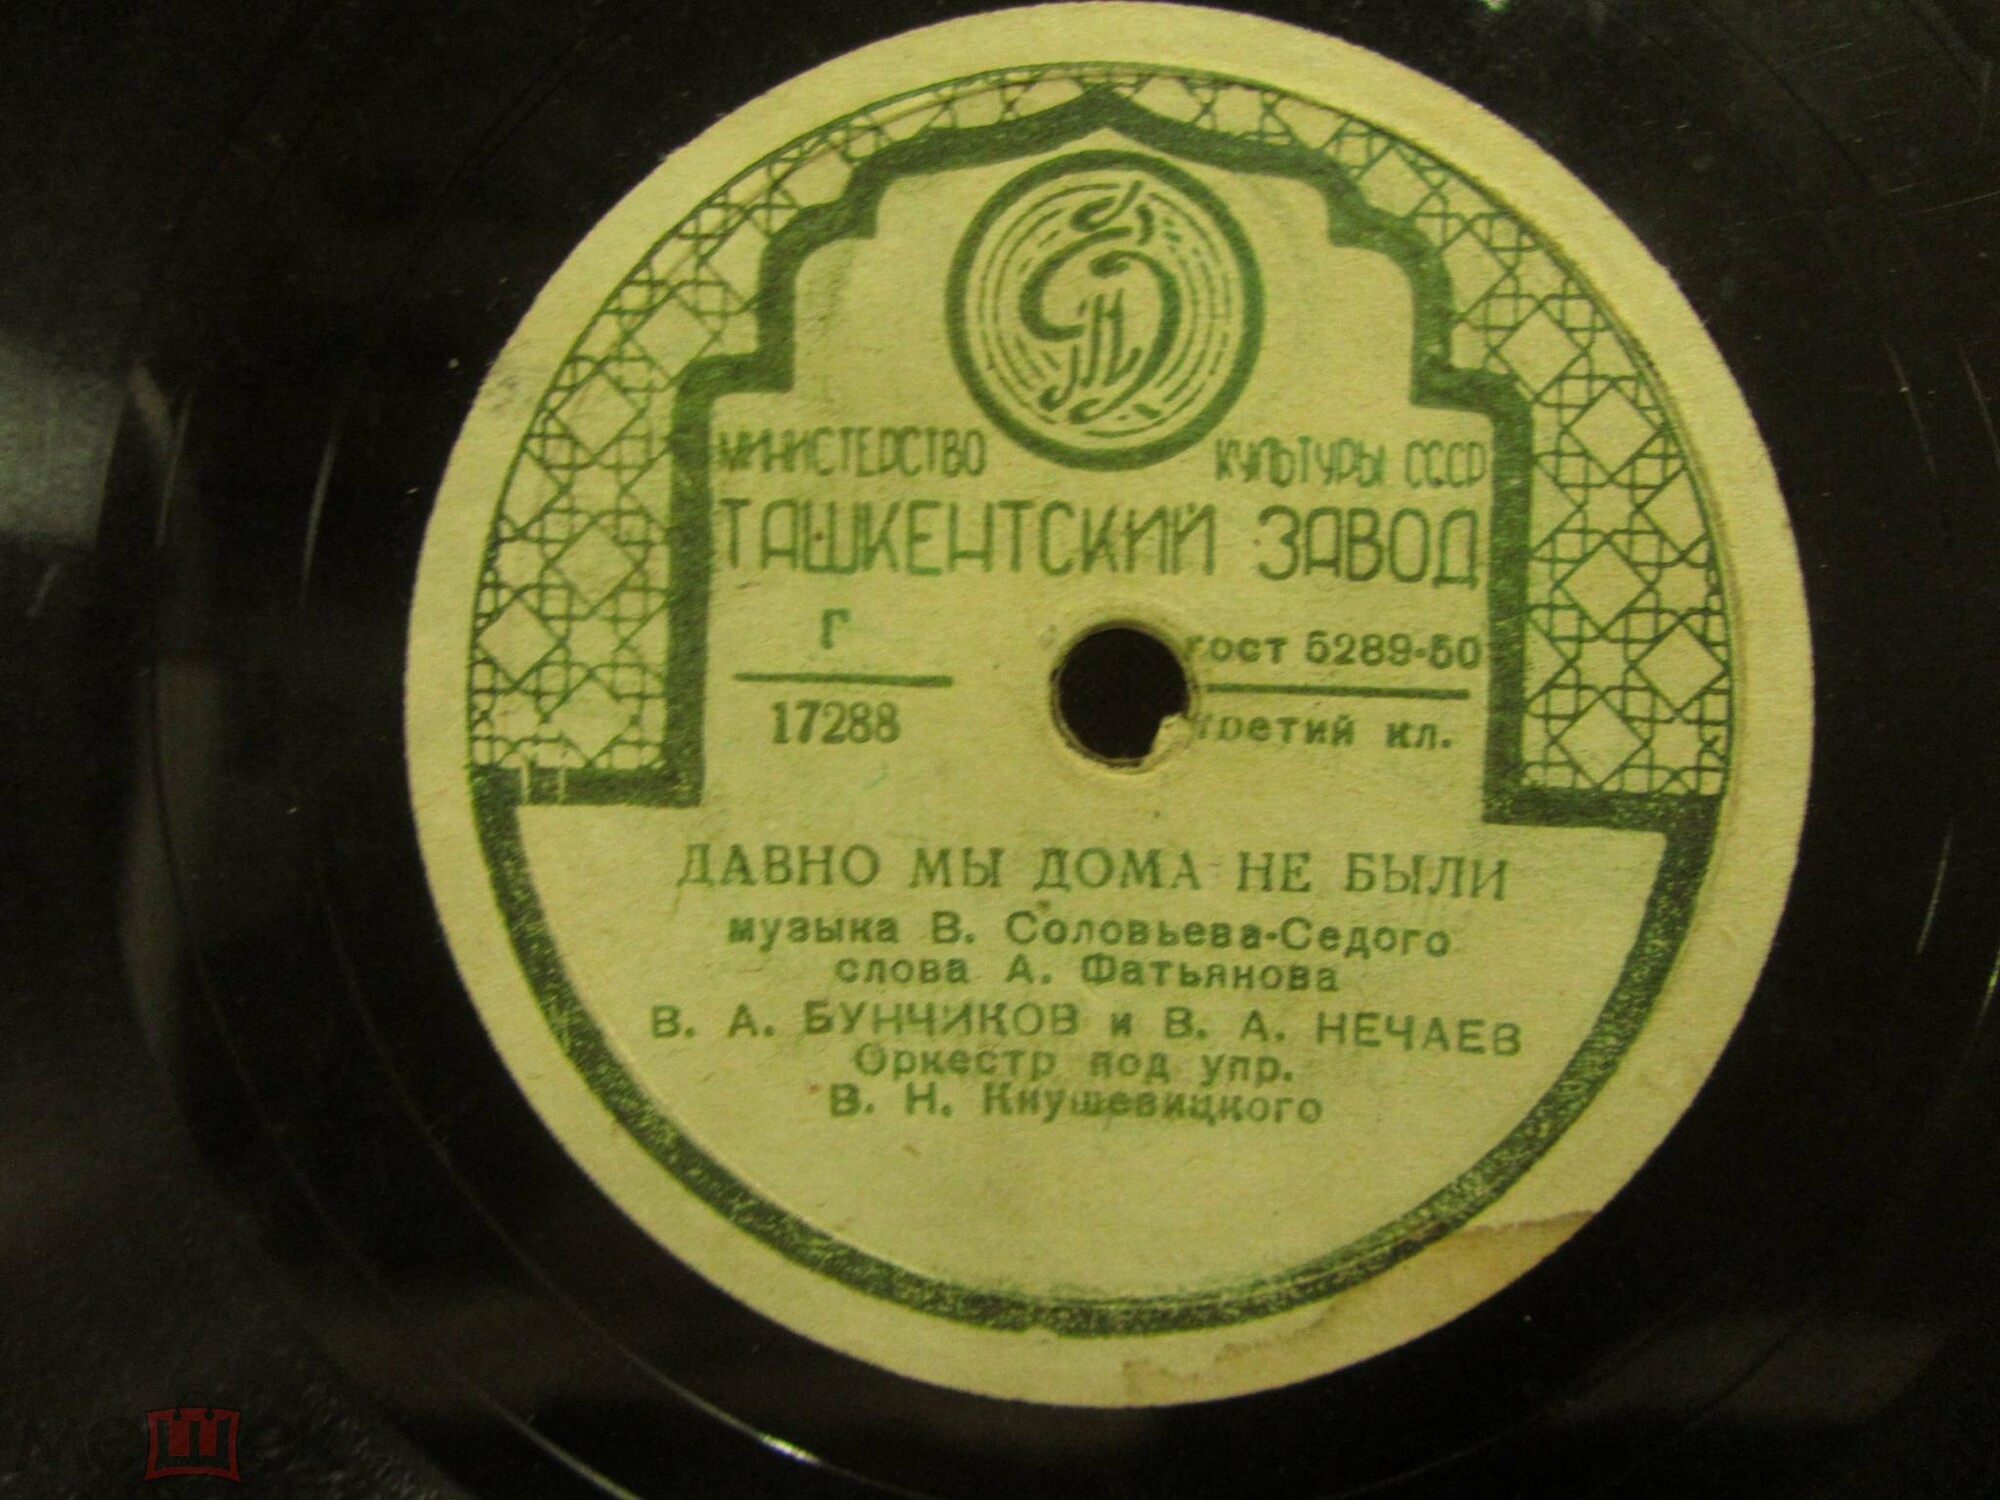 МИНИСТЕРСТВО КУЛЬТУРЫ СССР
ТАШКЕНТСКИЙ ЗАВОД
Г
17288
гост 5289-50
третий кл.
ДАВНО МЫ ДОМА НЕ БЫЛИ
музыка В. Соловьева-Седого
слова А. Фатьянова
В. А. БУНЧИКОВ и В. А. НЕЧАЕВ
Оркестр под упр.
В. Н. Кнушевицкого